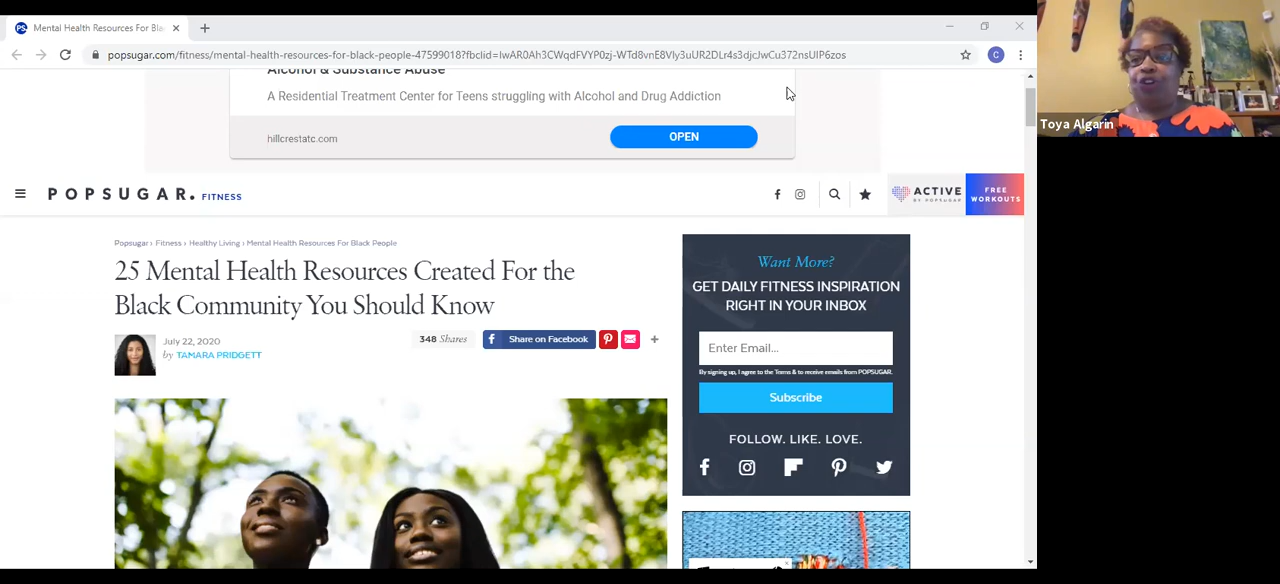 Mental Health Resources For Bla
popsugar.com/fitness/mental-health-resources-for-black-people-47599018?fbclid=IwAR0Ah3CWqdFVYP0zj-WTd8vnE8Vly3uUR2DLr4s3djcJwCu372nsUIP6zos
C
Alcohol & Substance Abuse
A Residential Treatment Center for Teens struggling with Alcohol and Drug Addiction
hillcrestatc.com
OPEN
Toya Algarin
POPSUGAR. FITNESS
ACTIVE
BY POPSUGAR
FREE
WORKOUTS
Popsugar › Fitness › Healthy Living › Mental Health Resources For Black People
25 Mental Health Resources Created For the
Black Community You Should Know
July 22, 2020
by TAMARA PRIDGETT
348 Shares
Share on Facebook
Want More?
GET DAILY FITNESS INSPIRATION
RIGHT IN YOUR INBOX
Enter Email...
By signing up, I agree to the Terms & to receive emails from POPSUGAR.
Subscribe
FOLLOW. LIKE. LOVE.